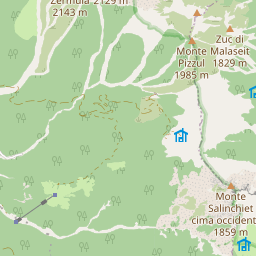 Zermula 2129 m
2143 m
Monte
Pizzul
1985 m
Zuc di
Malaseit
1829 m
Monte
Salinchiet
cima occident
1859 m